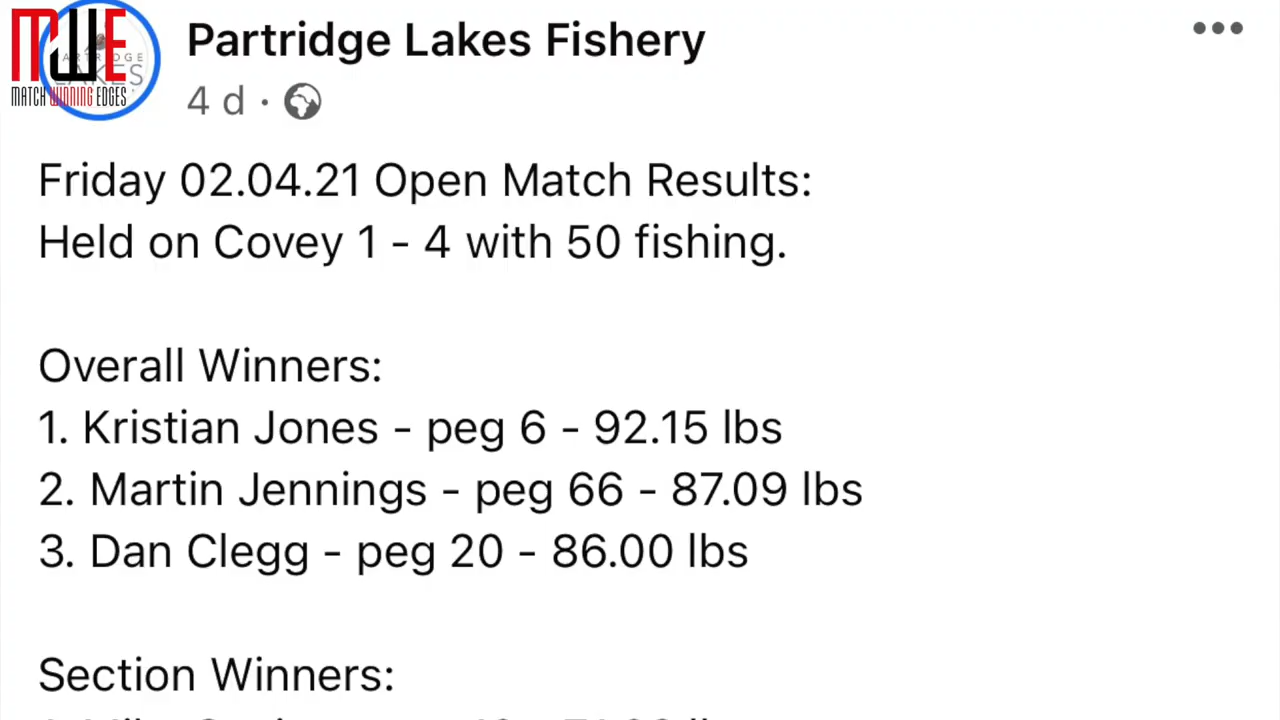 MWE
MATCH WINNING EDGES
Partridge Lakes Fishery
4 d ·
Friday 02.04.21 Open Match Results:
Held on Covey 1 - 4 with 50 fishing.
Overall Winners:
1. Kristian Jones - peg 6 - 92.15 lbs
2. Martin Jennings - peg 66 - 87.09 lbs
3. Dan Clegg - peg 20 - 86.00 lbs
Section Winners: